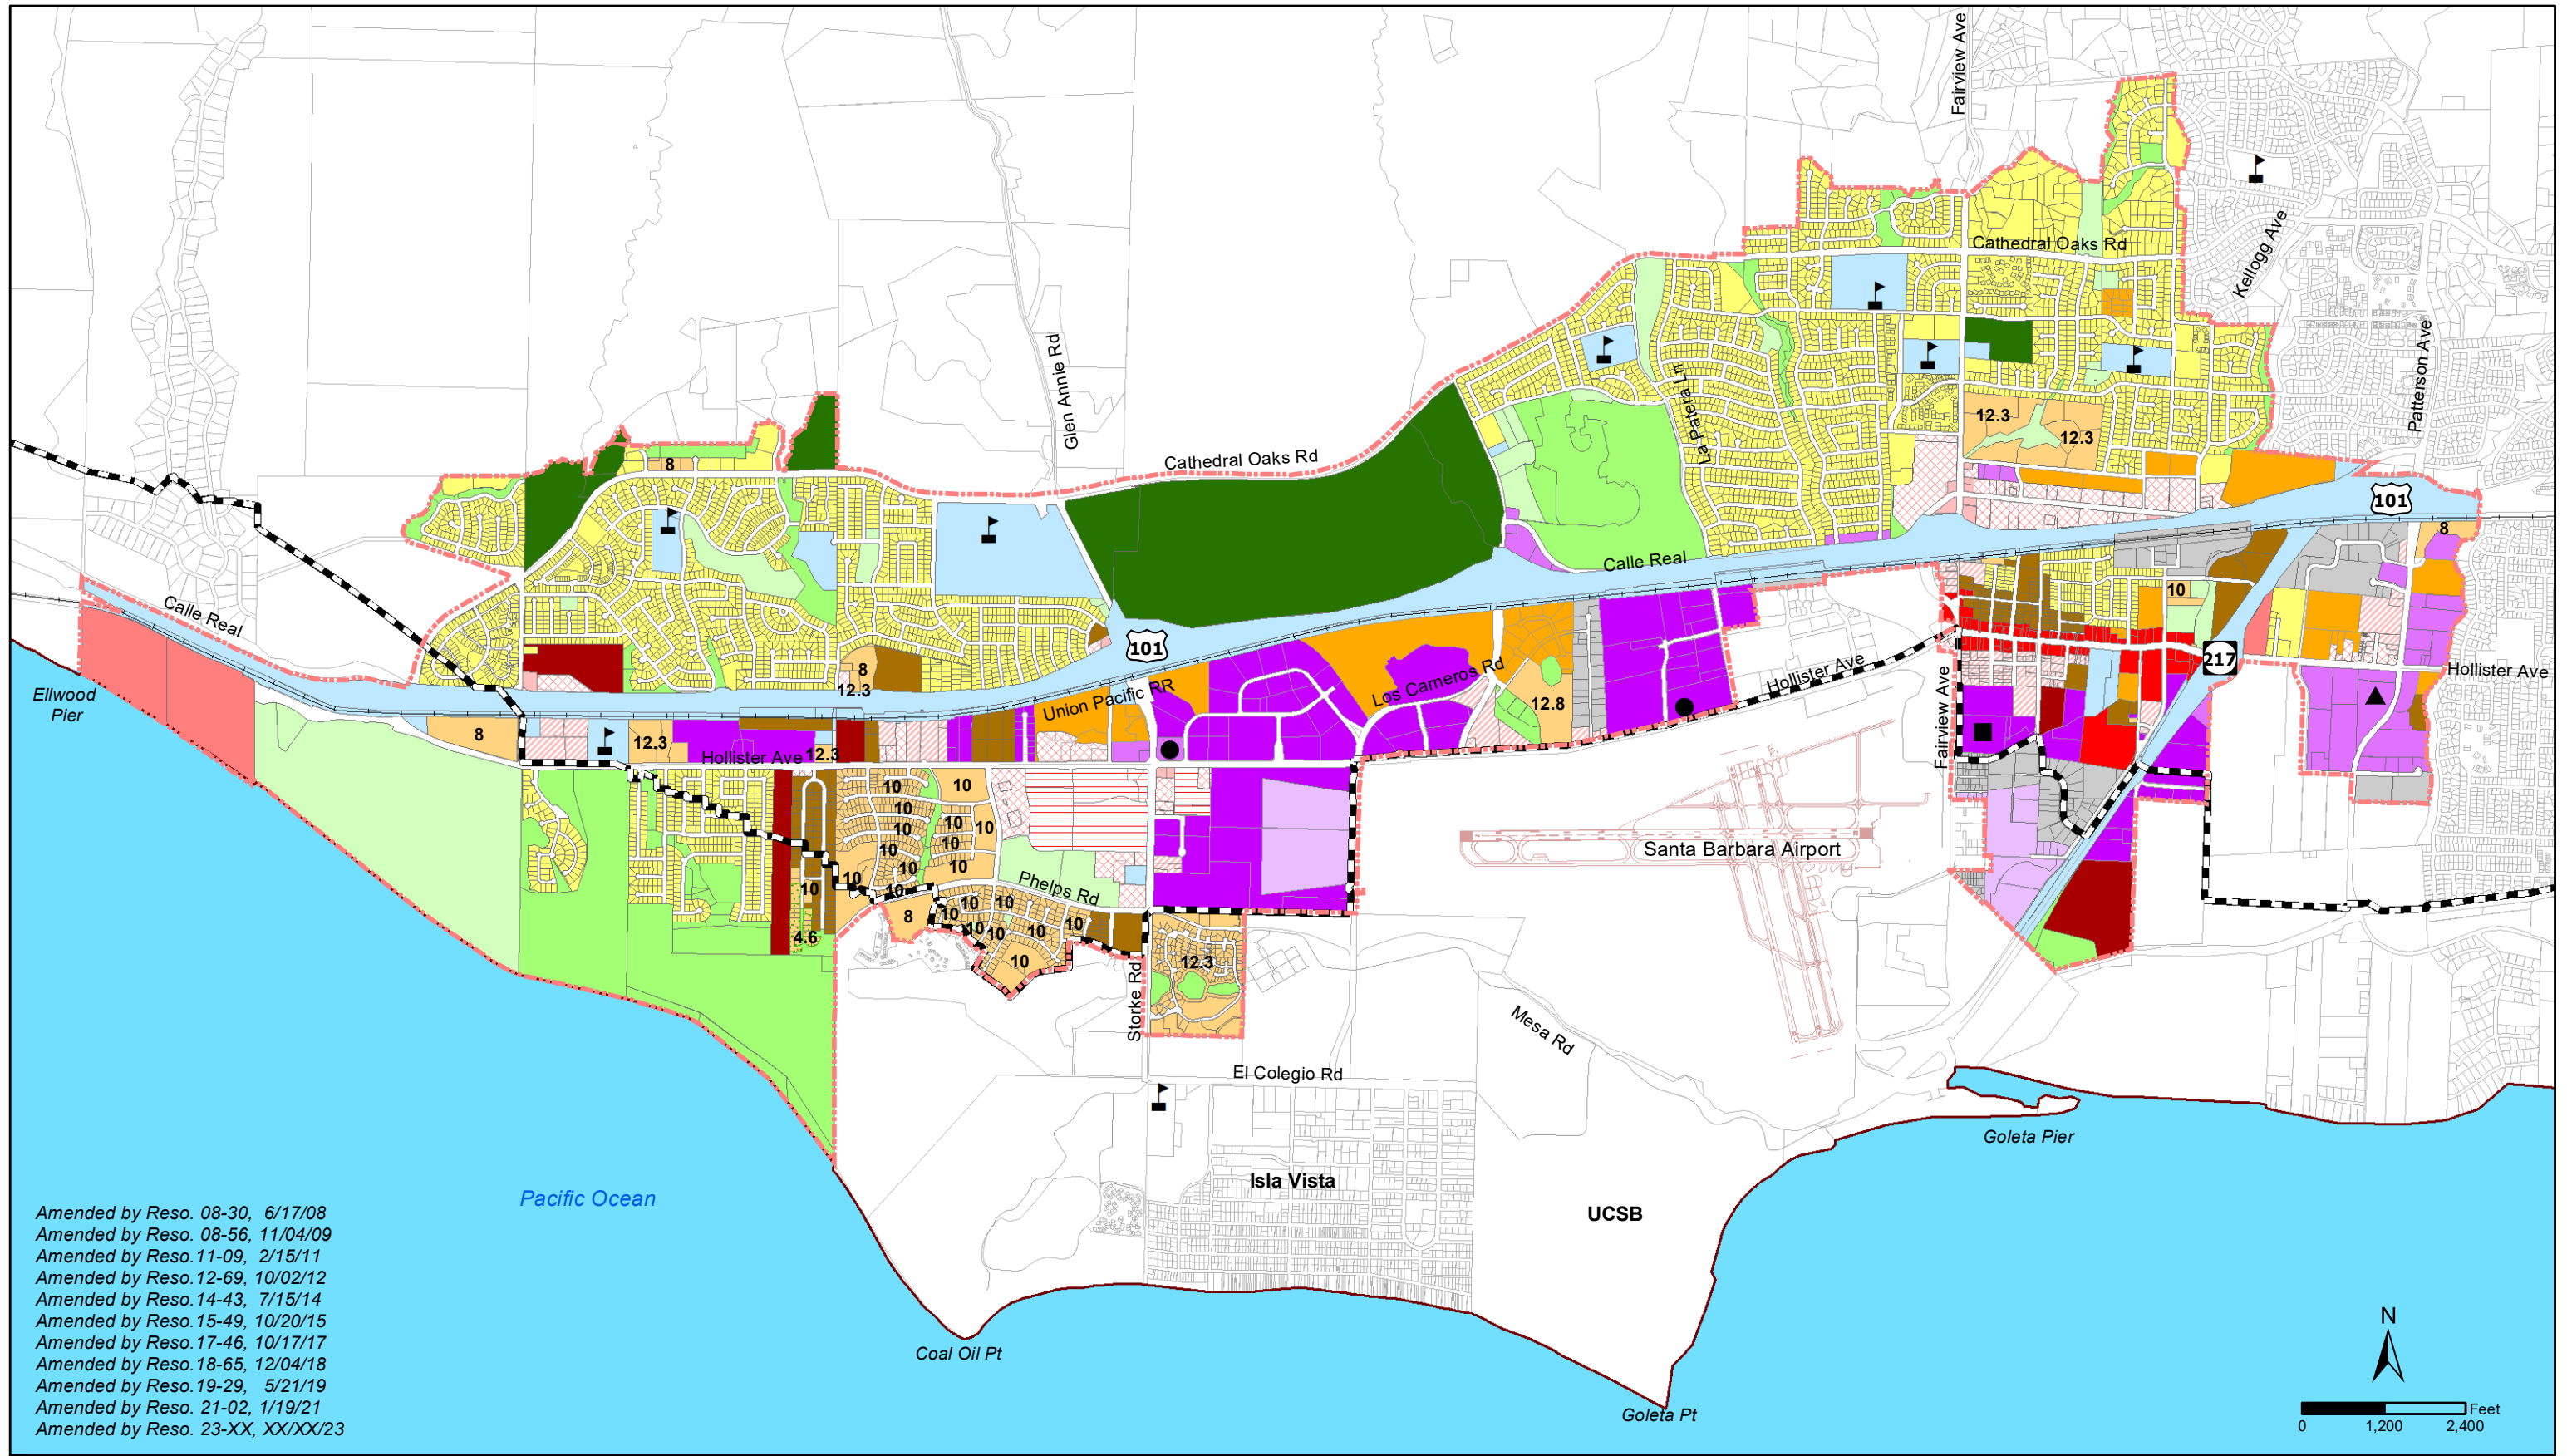 Fairview Ave
Kellogg Ave
Cathedral Oaks Rd
Patterson Ave
Glen Annie Rd
La Patera Ln
12.3
12.3
Cathedral Oaks Rd
8
101
8
Calle Real
10
Calle Real
101
8
12.3
217
Hollister Ave
Ellwood
Pier
Union Pacific RR
Los Carneros Rd
Hollister Ave
Fairview Ave
12.8
8
12.3
Hollister Ave
12.3
10
10
10
10
10
10
10
10
10
10
10
10
Santa Barbara Airport
Phelps Rd
10
10
10
8
10
10
10
10
10
10
10
4.6
10
12.3
Storke Rd
Mesa Rd
El Colegio Rd
Goleta Pier
Isla Vista
UCSB
Pacific Ocean
Amended by Reso. 08-30, 6/17/08
Amended by Reso. 08-56, 11/04/09
Amended by Reso.11-09, 2/15/11
Amended by Reso.12-69, 10/02/12
Amended by Reso.14-43, 7/15/14
Amended by Reso.15-49, 10/20/15
Amended by Reso.17-46, 10/17/17
Amended by Reso.18-65, 12/04/18
Amended by Reso.19-29, 5/21/19
Amended by Reso. 21-02, 1/19/21
Amended by Reso. 23-XX, XX/XX/23
Coal Oil Pt
Goleta Pt
N
Feet
0 1,200 2,400